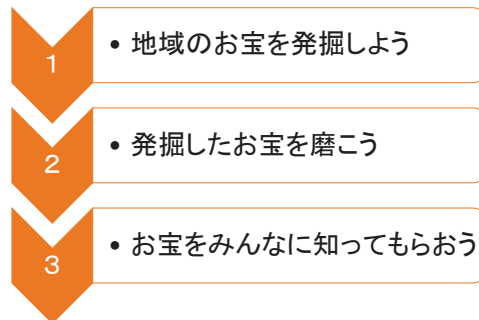 1
• 地域のお宝を発掘しよう
2
• 発掘したお宝を磨こう
3
• お宝をみんなに知ってもらおう